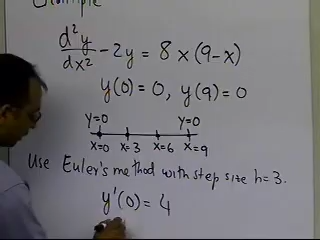 Example
d²y/dx² - 2y = 8x(9-x)
y(0) = 0, y(9) = 0
y=0 y=0
x=0 x=3 x=6 x=9
Use Euler's method with step size h=3.
y'(0) = 4